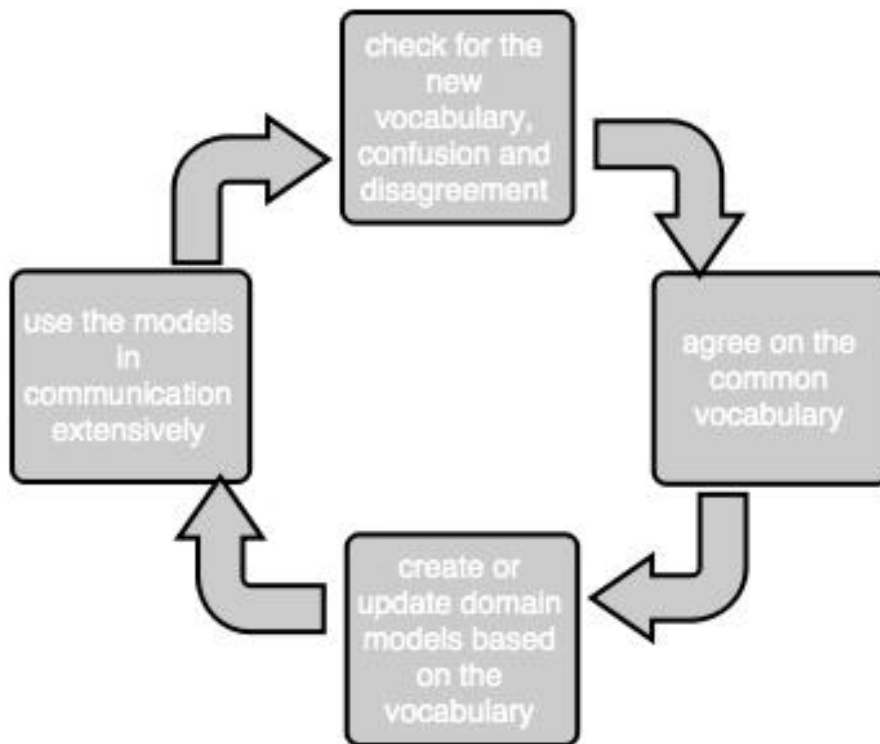 check for the
new
vocabulary,
confusion and
disagreement
agree on the
common
vocabulary
create or
update domain
models based
on the
vocabulary
use the models
in
communication
extensively